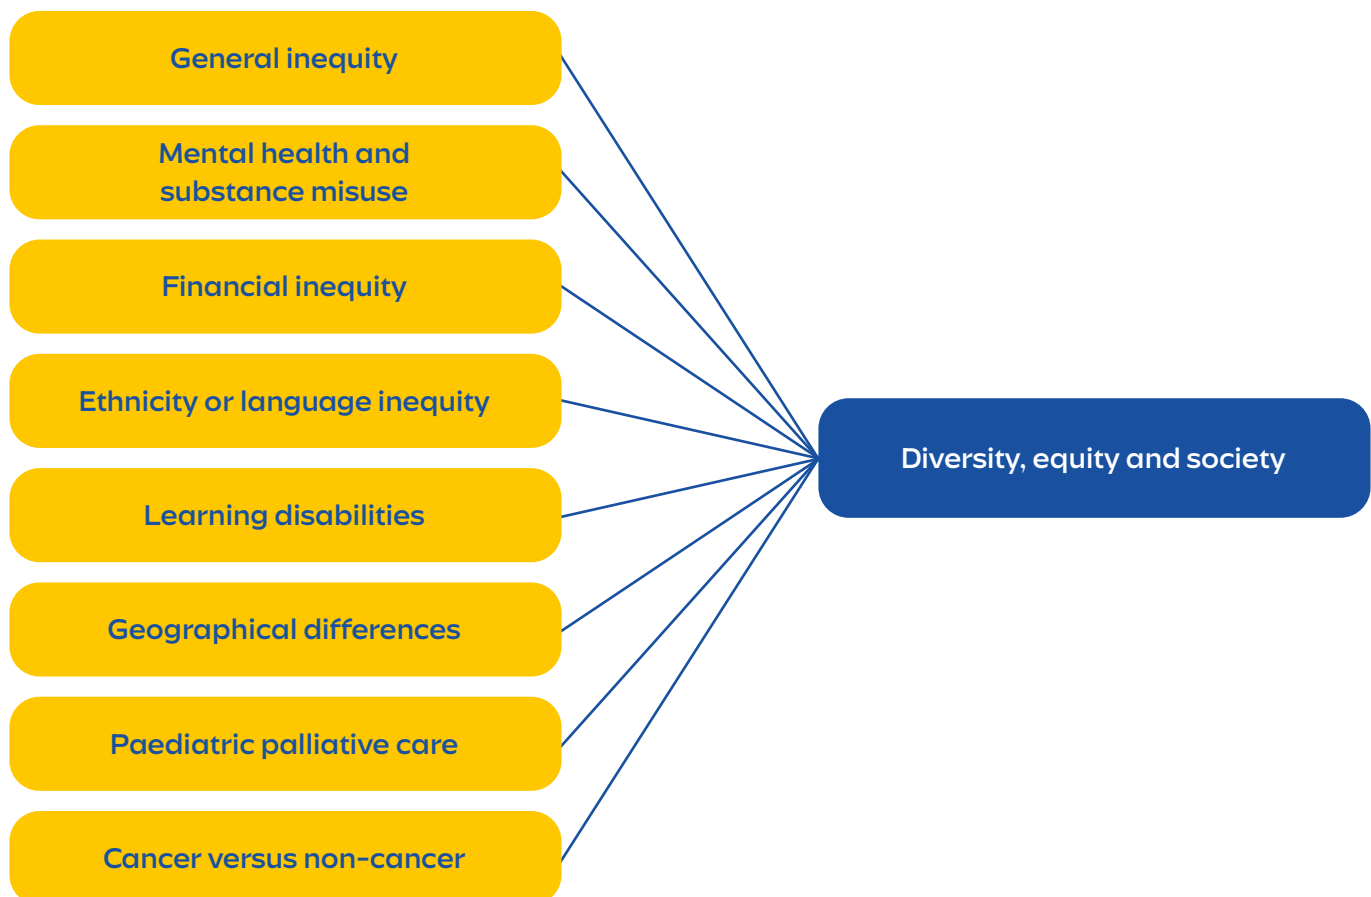 General inequity
Mental health and
substance misuse
Financial inequity
Ethnicity or language inequity
Learning disabilities
Geographical differences
Paediatric palliative care
Cancer versus non-cancer
Diversity, equity and society